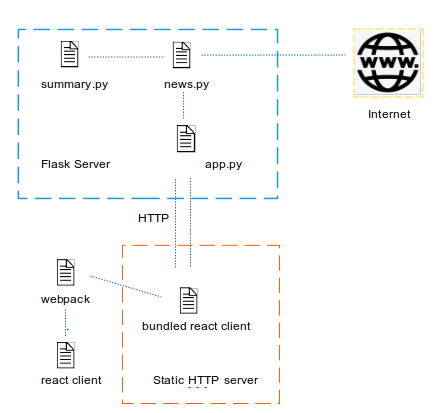 www.
summary.py
news.py
Internet
Flask Server
app.py
HTTP
webpack
bundled react client
react client
Static HTTP server